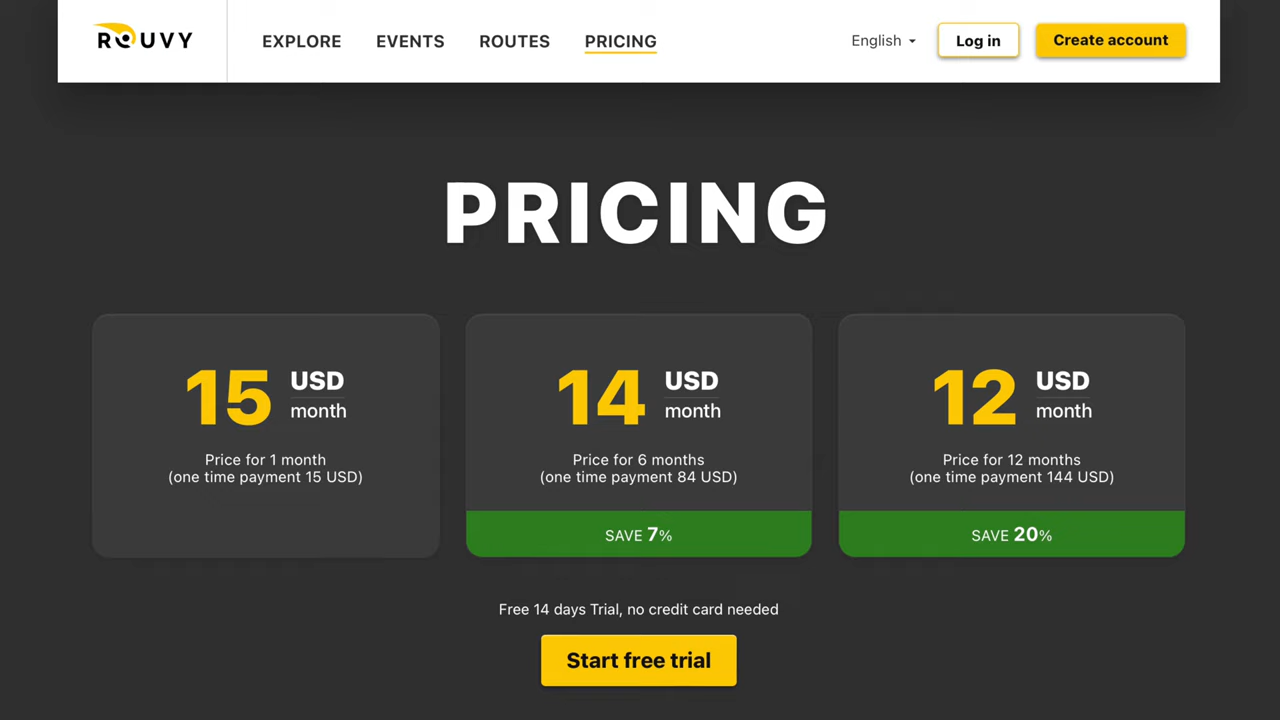 ROUVY
EXPLORE
EVENTS
ROUTES
PRICING
English
Log in
Create account
PRICING
15 USD
month
Price for 1 month
(one time payment 15 USD)
14 USD
month
Price for 6 months
(one time payment 84 USD)
SAVE 7%
12 USD
month
Price for 12 months
(one time payment 144 USD)
SAVE 20%
Free 14 days Trial, no credit card needed
Start free trial